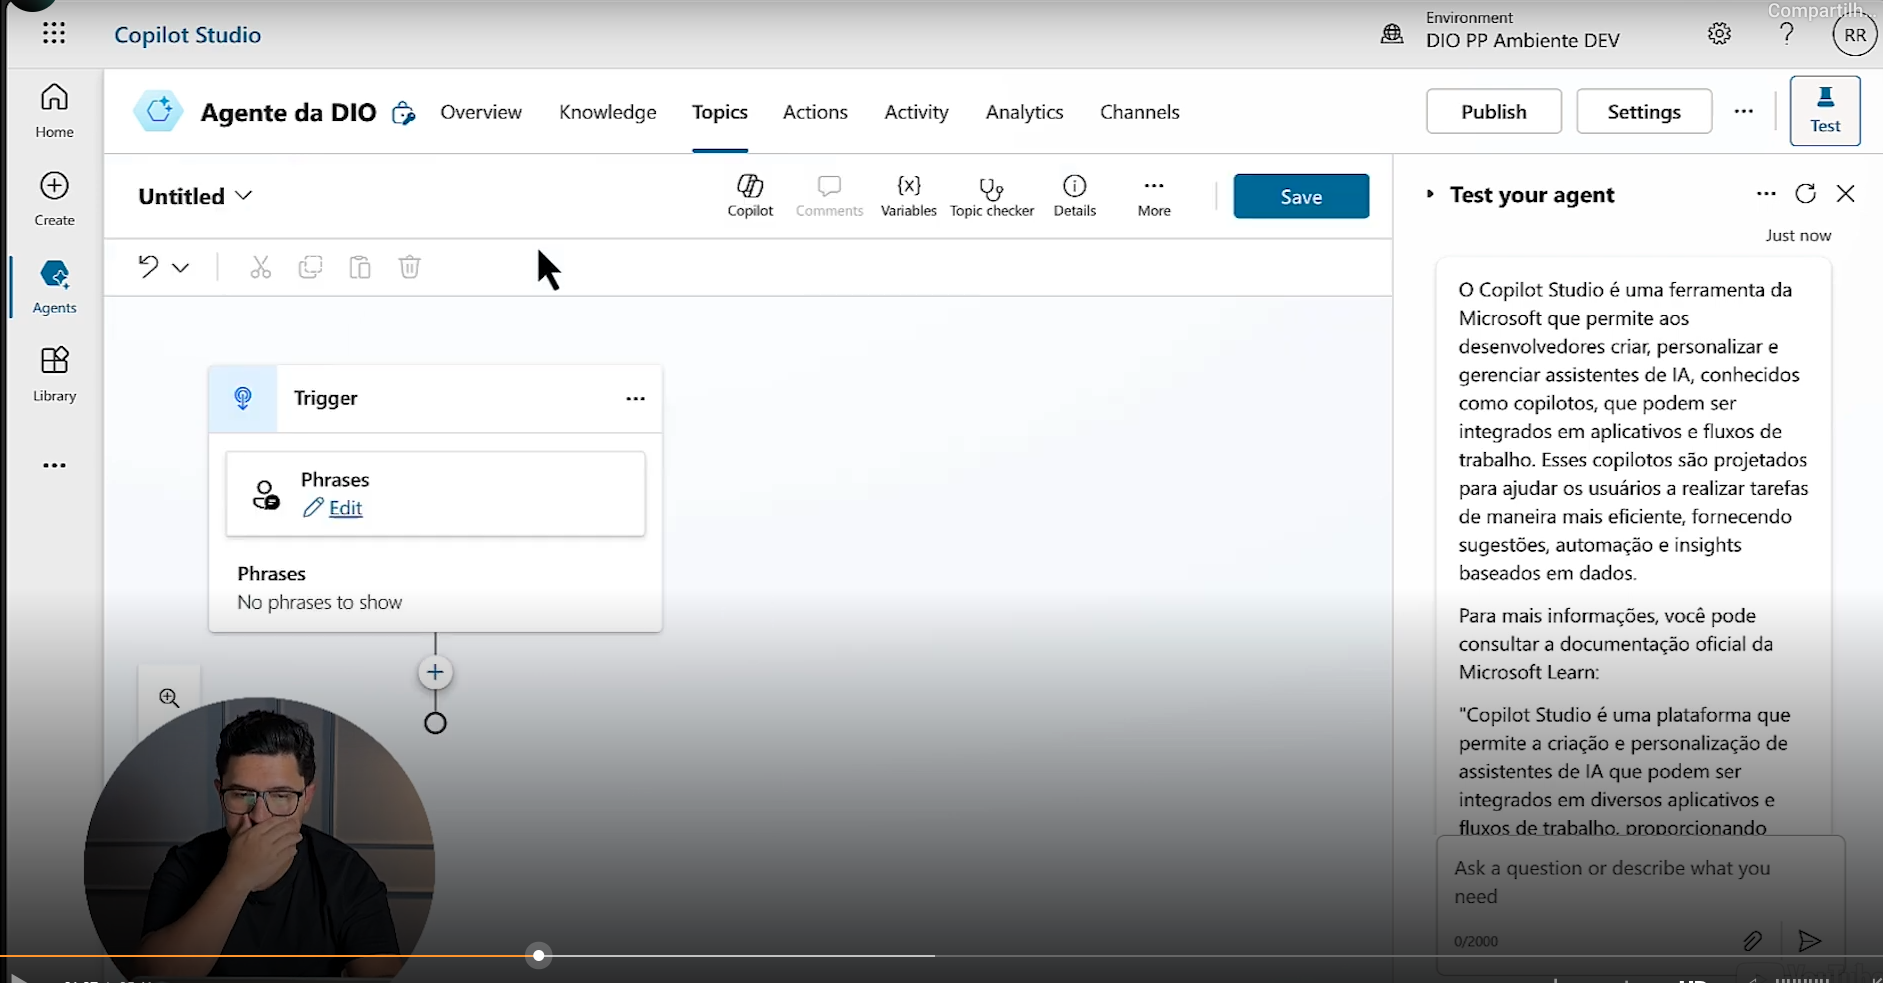 Compartilh...
Copilot Studio
Environment
DIO PP Ambiente DEV
?
RR
Home
Create
Agents
Library
Agente da DIO
Overview
Knowledge
Topics
Actions
Activity
Analytics
Channels
Publish
Settings
...
Test
Untitled
Copilot
Comments
{x}
Variables
Topic checker
Details
More
Save
Trigger
...
Phrases
Edit
Phrases
No phrases to show
Test your agent
...
Just now
O Copilot Studio é uma ferramenta da
Microsoft que permite aos
desenvolvedores criar, personalizar e
gerenciar assistentes de IA, conhecidos
como copilotos, que podem ser
integrados em aplicativos e fluxos de
trabalho. Esses copilotos são projetados
para ajudar os usuários a realizar tarefas
de maneira mais eficiente, fornecendo
sugestões, automação e insights
baseados em dados.
Para mais informações, você pode
consultar a documentação oficial da
Microsoft Learn:
"Copilot Studio é uma plataforma que
permite a criação e personalização de
assistentes de IA que podem ser
integrados em diversos aplicativos e
fluxos de trabalho, proporcionando
Ask a question or describe what you
need
0/2000